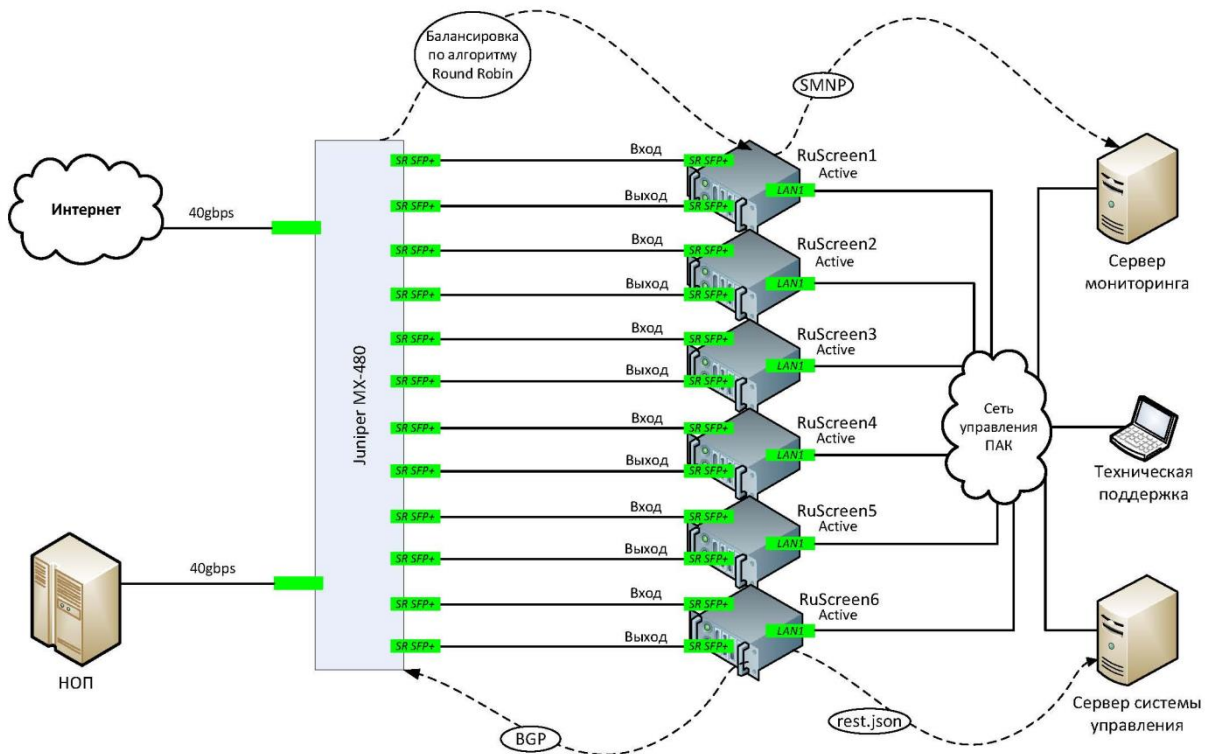 Балансировка
по алгоритму
Round Robin
SMNP
Интернет
40gbps
Juniper MX-480
SR SFP+
Вход
SR SFP+
RuScreen1
Active
LAN1
SR SFP+
Выход
SR SFP+
SR SFP+
Вход
SR SFP+
RuScreen2
Active
LAN1
SR SFP+
Выход
SR SFP+
SR SFP+
Вход
SR SFP+
RuScreen3
Active
LAN1
SR SFP+
Выход
SR SFP+
SR SFP+
Вход
SR SFP+
RuScreen4
Active
LAN1
SR SFP+
Выход
SR SFP+
SR SFP+
Вход
SR SFP+
RuScreen5
Active
LAN1
SR SFP+
Выход
SR SFP+
SR SFP+
Вход
SR SFP+
RuScreen6
Active
LAN1
SR SFP+
Выход
SR SFP+
Сервер
мониторинга
Сеть
управления
ПАК
Техническая
поддержка
40gbps
НОП
BGP
rest.json
Сервер системы
управления